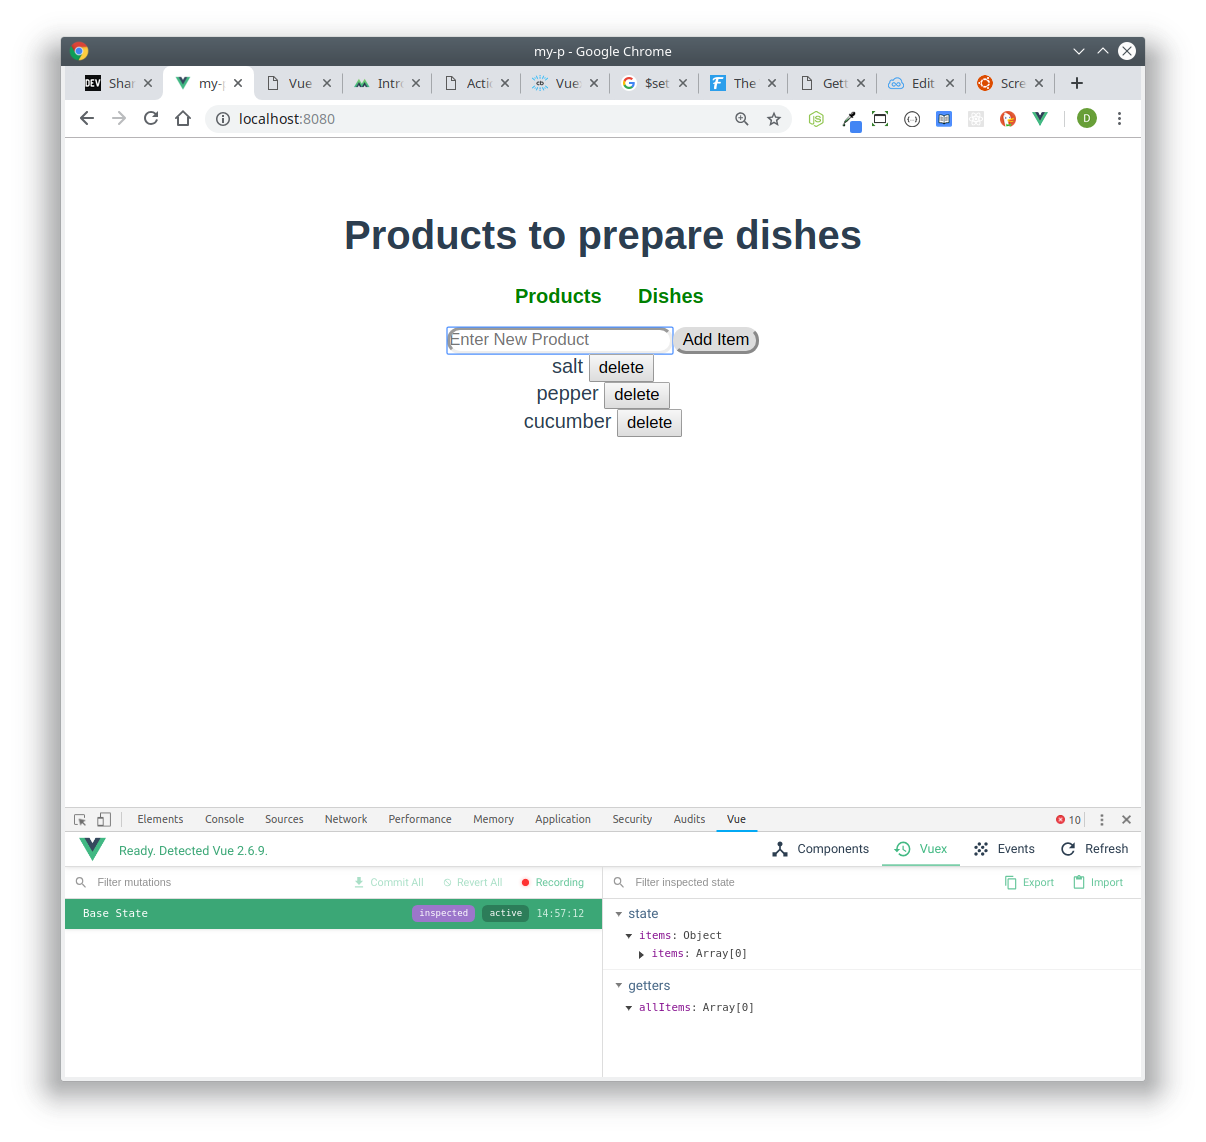 my-p - Google Chrome
DEV Shar my-p Vue Intro Actic cb Vue: $set F The Gett Edit Scre
localhost:8080 JS D
Products to prepare dishes
Products Dishes
Enter New Product Add Item
salt delete
pepper delete
cucumber delete
Elements Console Sources Network Performance Memory Application Security Audits Vue 10
Ready. Detected Vue 2.6.9. Components Vuex Events Refresh
Filter mutations Commit All Revert All Recording Filter inspected state Export Import
Base State inspected active 14:57:12
state
items: Object
items: Array[0]
getters
allItems: Array[0]